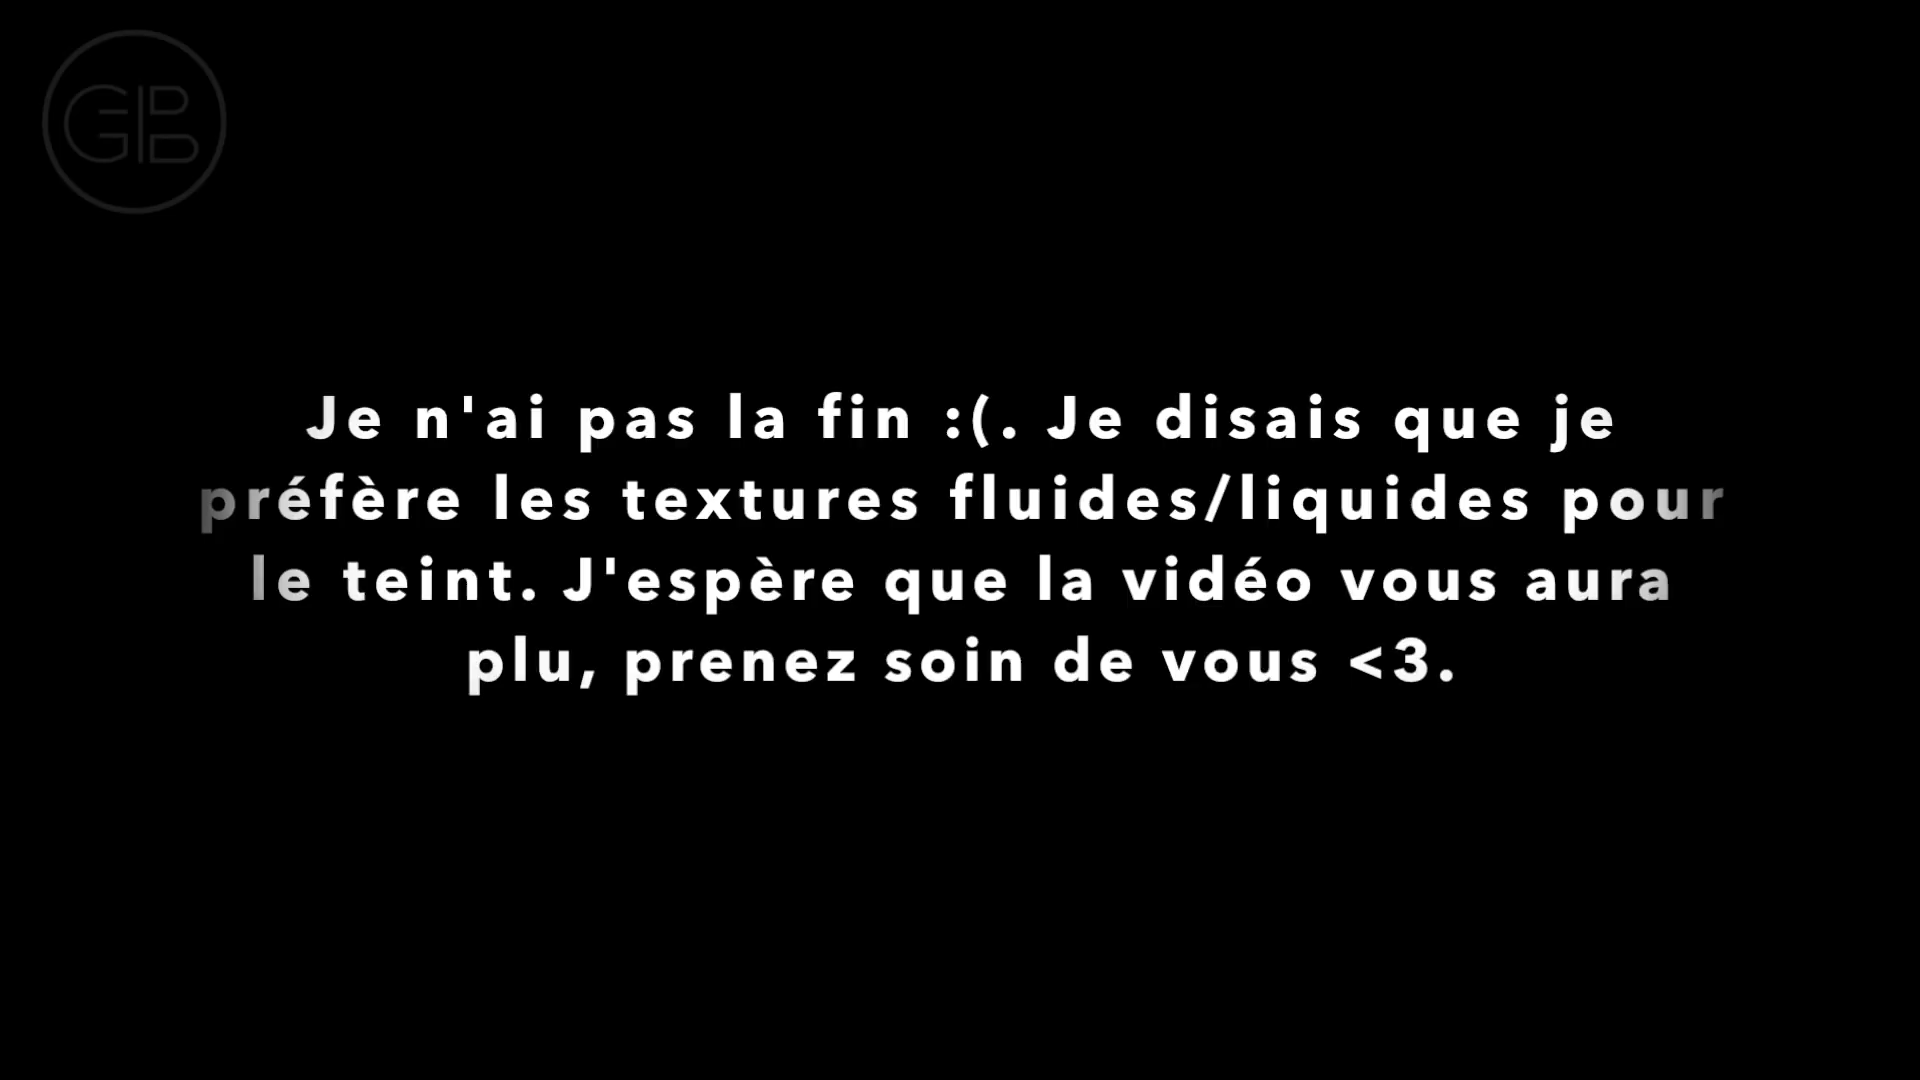 GB
Je n'ai pas la fin :(. Je disais que je
préfère les textures fluides/liquides pour
le teint. J'espère que la vidéo vous aura
plu, prenez soin de vous <3.